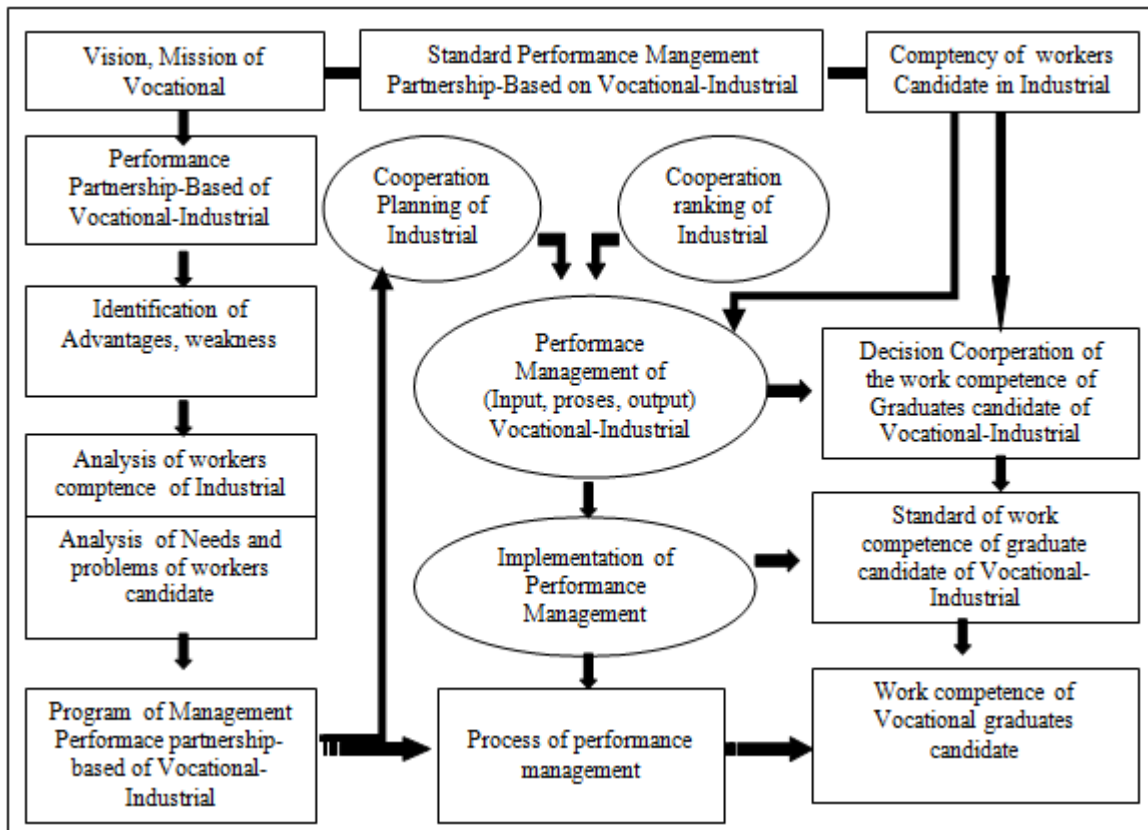 Vision, Mission of
Vocational
Standard Performance Mangement
Partnership-Based on Vocational-Industrial
Comptency of workers
Candidate in Industrial
Performance
Partnership-Based of
Vocational-Industrial
Cooperation
Planning of
Industrial
Cooperation
ranking of
Industrial
Identification of
Advantages, weakness
Performace
Management of
(Input, proses, output)
Vocational-Industrial
Decision Coorperation of
the work competence of
Graduates candidate of
Vocational-Industrial
Analysis of workers
comptence of Industrial
Analysis of Needs and
problems of workers
candidate
Implementation of
Performance
Management
Standard of work
competence of graduate
candidate of Vocational-
Industrial
Program of Management
Performace partnership-
based of Vocational-
Industrial
Process of performance
management
Work competence of
Vocational graduates
candidate